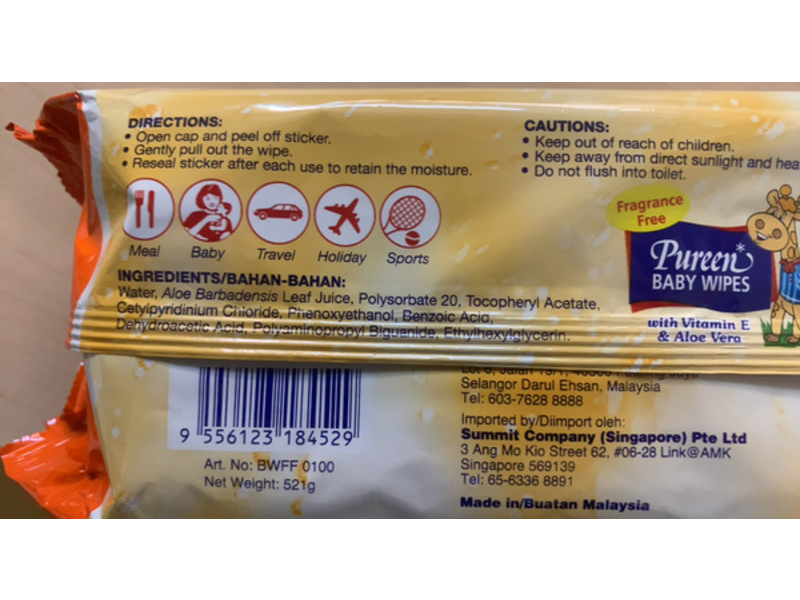 DIRECTIONS:
• Open cap and peel off sticker.
• Gently pull out the wipe.
• Reseal sticker after each use to retain the moisture.
Meal Baby Travel Holiday Sports
INGREDIENTS/BAHAN-BAHAN:
Water, Aloe Barbadensis Leaf Juice, Polysorbate 20, Tocopheryl Acetate,
Cetylpyridinium Chloride, Phenoxyethanol, Benzoic Acid,
Dehydroacetic Acid, Polyaminopropyl Biguanide, Ethylhexylglycerin.
CAUTIONS:
• Keep out of reach of children.
• Keep away from direct sunlight and hea
• Do not flush into toilet.
Fragrance
Free
Pureen*
BABY WIPES
with Vitamin E
& Aloe Vera
9 556123 184529
Art. No: BWFF 0100
Net Weight: 521g
Selangor Darul Ehsan, Malaysia
Tel: 603-7628 8888
Imported by/Diimport oleh:
Summit Company (Singapore) Pte Ltd
3 Ang Mo Kio Street 62, #06-28 Link@AMK
Singapore 569139
Tel: 65-6336 8891
Made in/Buatan Malaysia